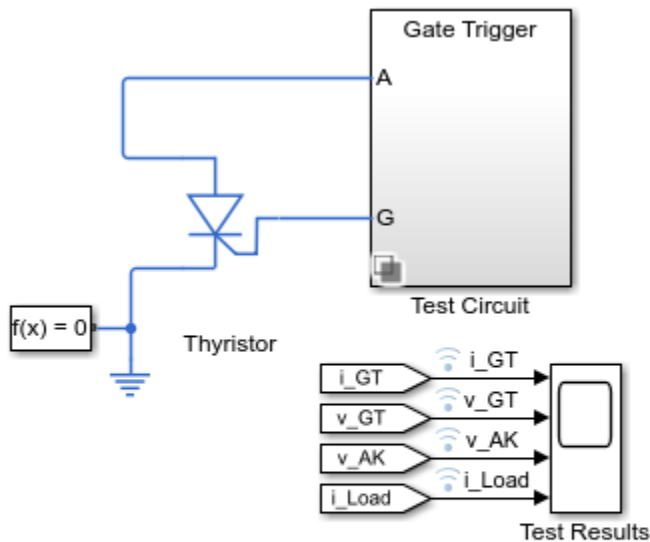 Gate Trigger
A
G
Test Circuit
f(x) = 0
Thyristor
i_GT
i_GT
v_GT
v_GT
v_AK
v_AK
i_Load
i_Load
Test Results